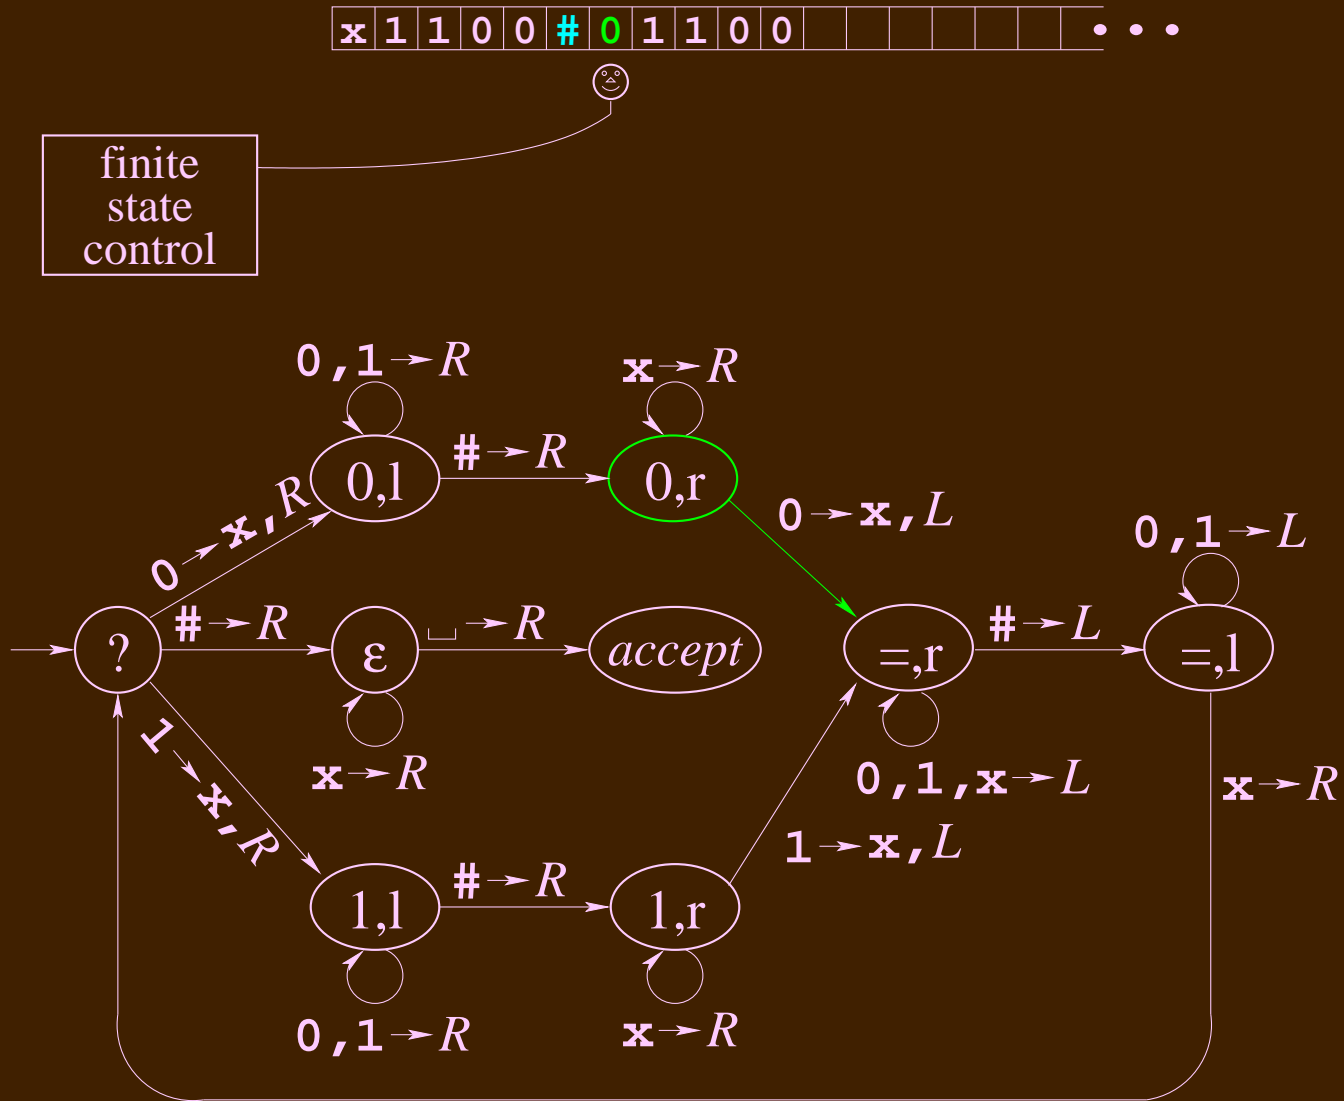 x 1 1 0 0 # 0 1 1 0 0 • • •
finite
state
control
0,1→R
x→R
#→R
0,l
0,r
0→x,R
0→x,L
0,1→L
#→R
␣→R
#→L
?
ε
accept
=,r
=,l
1→x,R
x→R
0,1,x→L
x→R
1→x,L
#→R
1,l
1,r
0,1→R
x→R